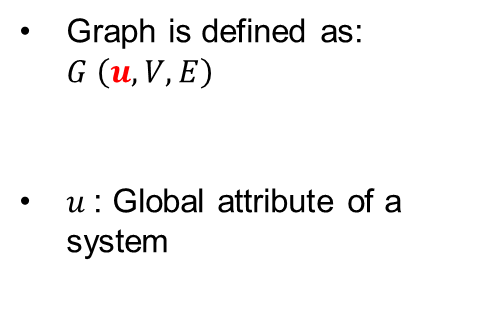 • Graph is defined as:
G (u, V, E)
• u : Global attribute of a
system